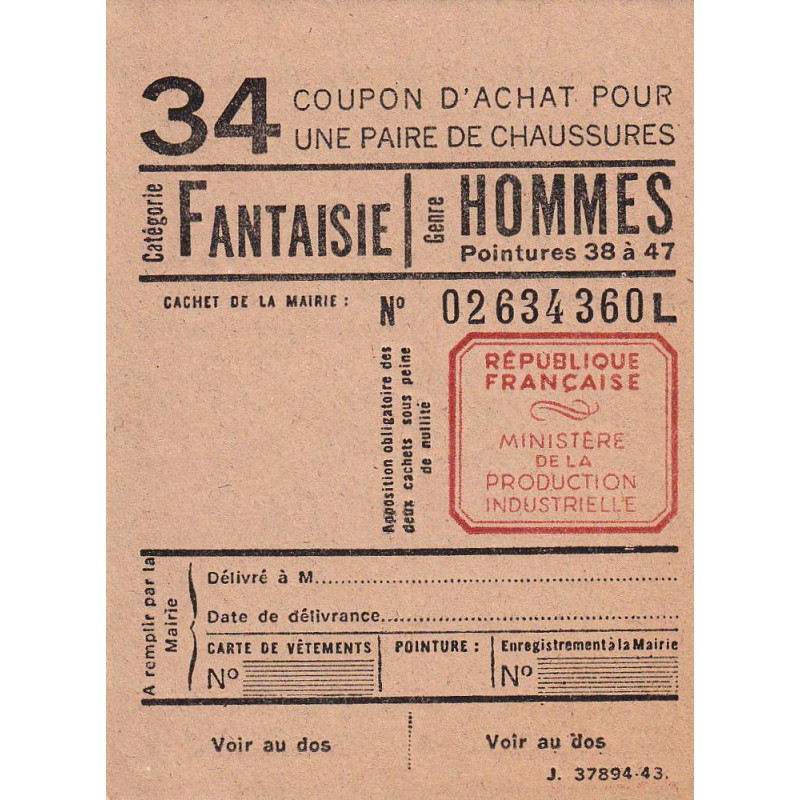 34
COUPON D'ACHAT POUR
UNE PAIRE DE CHAUSSURES
Catégorie
FANTAISIE
Genre
HOMMES
Pointures 38 à 47
CACHET DE LA MAIRIE :
Nº 02634360L
Apposition obligatoire des
deux cachets sous peine
de nullité
RÉPUBLIQUE
FRANÇAISE
MINISTÈRE
DE LA
PRODUCTION
INDUSTRIELLE
A remplir par la
Mairie
Délivré à M.
Date de délivrance
CARTE DE VÊTEMENTS
Nº
POINTURE :
Enregistrement à la Mairie
Nº
Voir au dos
Voir au dos
J. 37894-43.